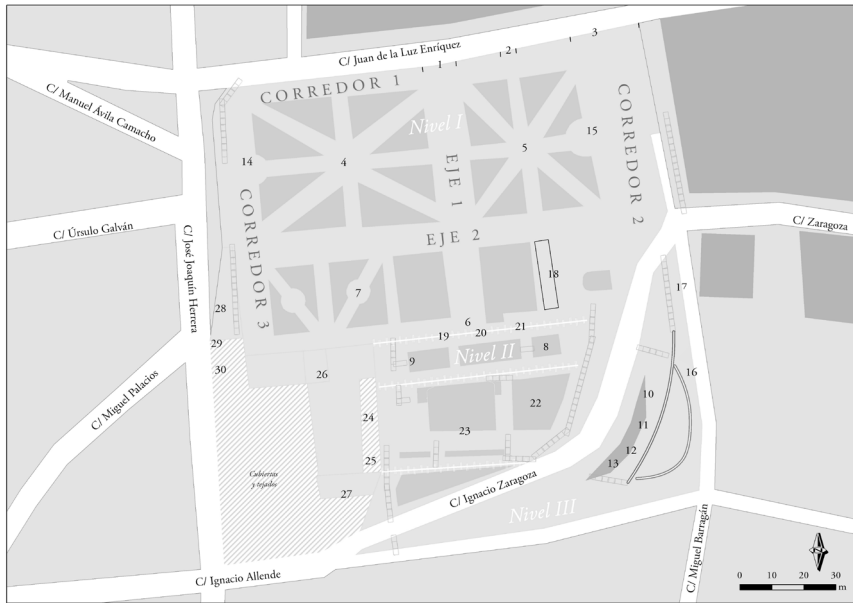 3
C/ Juan de la Luz Enríquez
2
1
CORREDOR 1
C/ Manuel Ávila Camacho
CORREDOR 2
Nivel I
15
14
4
5
EJE 1
CORREDOR 3
C/ Úrsulo Galván
C/ José Joaquín Herrera
C/ Zaragoza
EJE 2
18
7
17
28
6
21
19
20
29
8
Nivel II
9
30
26
16
C/ Miguel Palacios
10
24
22
11
23
12
25
13
Cubiertas
y tejados
27
C/ Ignacio Zaragoza
Nivel III
C/ Miguel Barragán
C/ Ignacio Allende
0 10 20 30
m